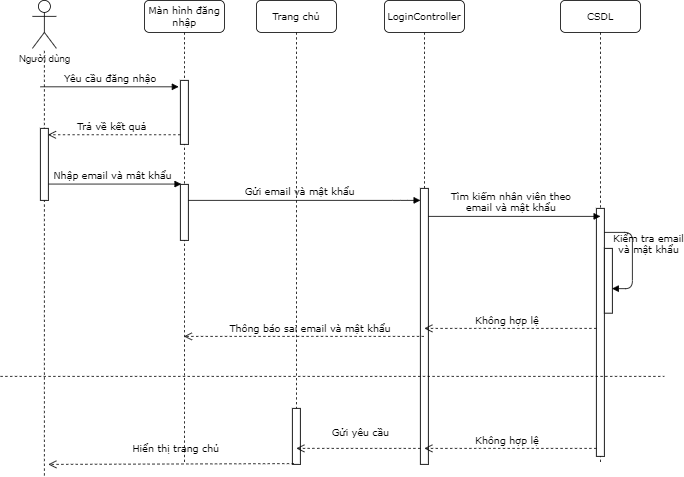 Màn hình đăng
nhập
Trang chủ
LoginController
CSDL
Người dùng
Yêu cầu đăng nhập
Trả về kết quả
Nhập email và mật khẩu
Gửi email và mật khẩu
Tìm kiếm nhân viên theo
email và mật khẩu
Kiểm tra email
và mật khẩu
Không hợp lệ
Thông báo sai email và mật khẩu
Gửi yêu cầu
Không hợp lệ
Hiển thị trang chủ